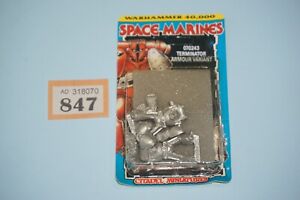 WARHAMMER 40,000
SPACE MARINES
070243
TERMINATOR
ARMOUR VARIANT
AD 318070
847
CITADEL MINIATURES